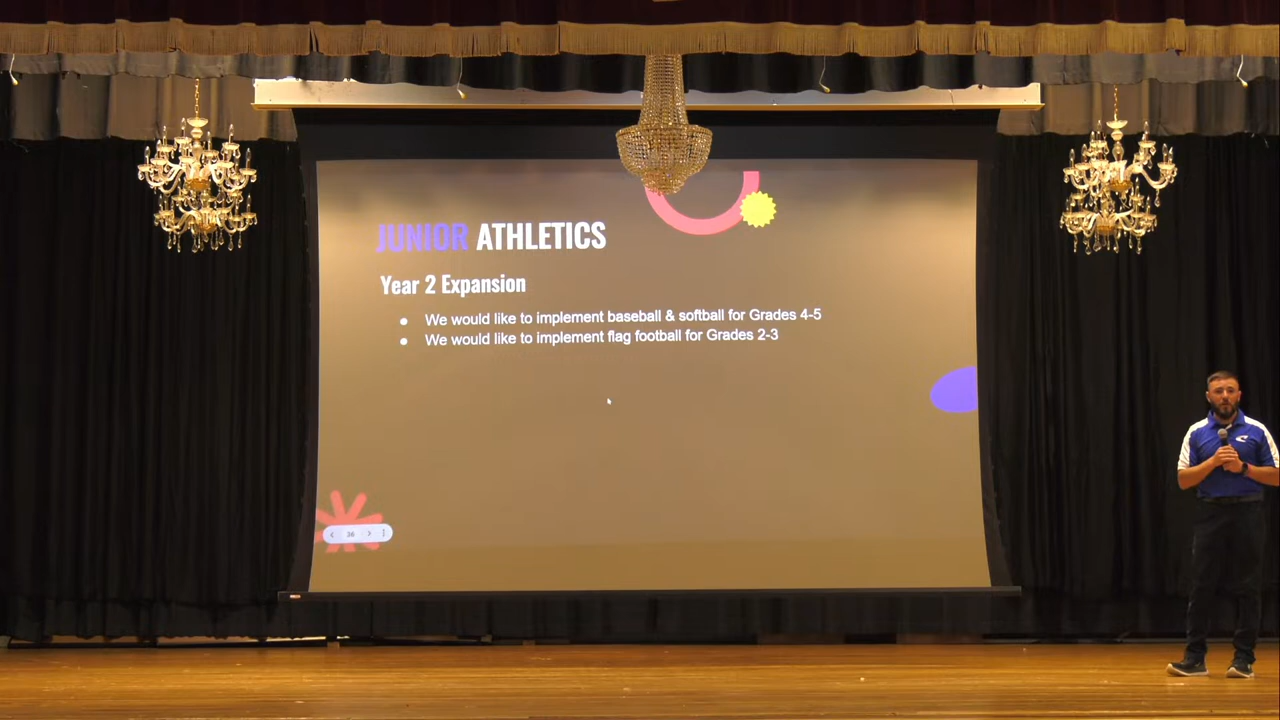 JUNIOR ATHLETICS
Year 2 Expansion
● We would like to implement baseball & softball for Grades 4-5
● We would like to implement flag football for Grades 2-3
36